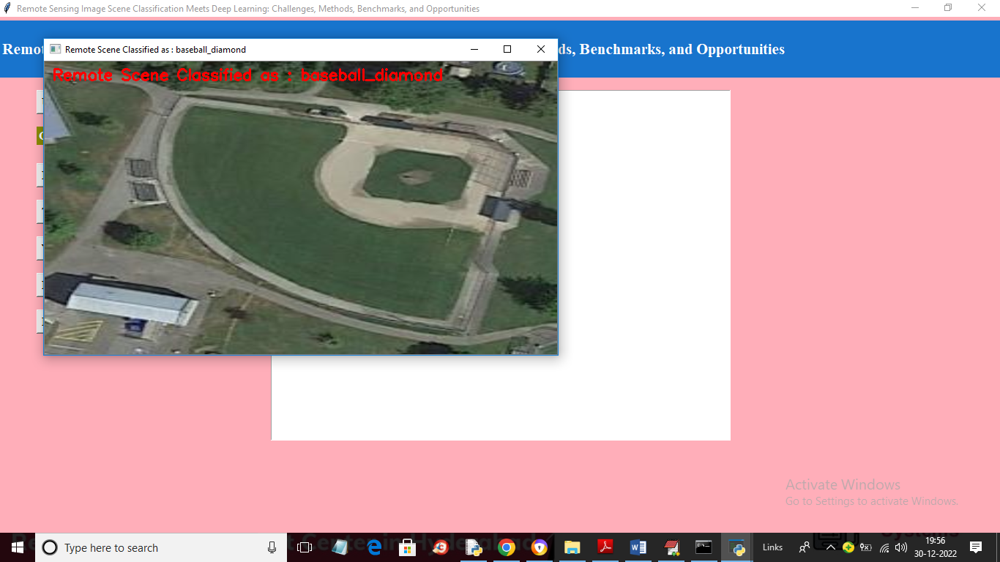 Remote Sensing Image Scene Classification Meets Deep Learning: Challenges, Methods, Benchmarks, and Opportunities
ds, Benchmarks, and Opportunities
Remote Scene Classified as : baseball_diamond
Remote Scene Classified as : baseball_diamond
Activate Windows
Go to Settings to activate Windows.
Type here to search
Links
19:56
30-12-2022